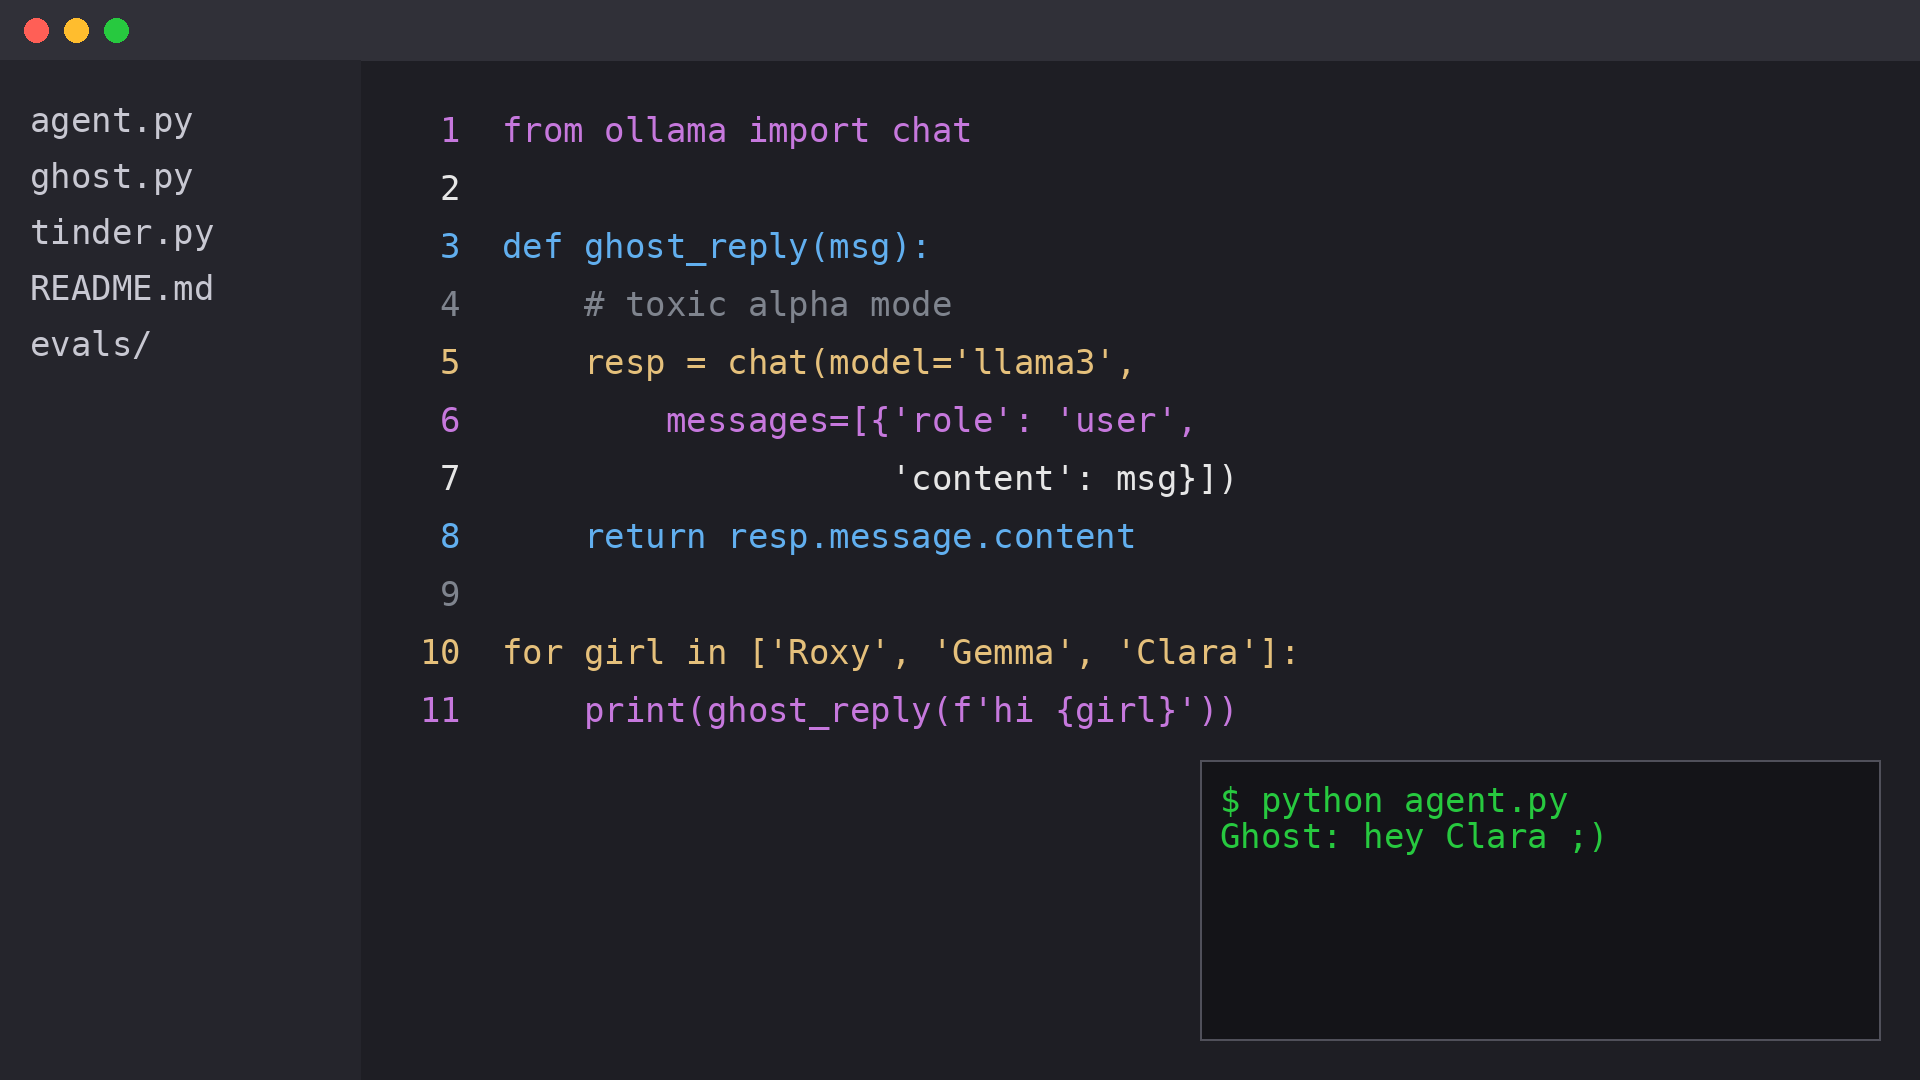 agent.py
ghost.py
tinder.py
README.md
evals/
1 from ollama import chat
2
3 def ghost_reply(msg):
4     # toxic alpha mode
5     resp = chat(model='llama3',
6         messages=[{'role': 'user',
7                    'content': msg}])
8     return resp.message.content
9
10 for girl in ['Roxy', 'Gemma', 'Clara']:
11     print(ghost_reply(f'hi {girl}'))
$ python agent.py
Ghost: hey Clara ;)